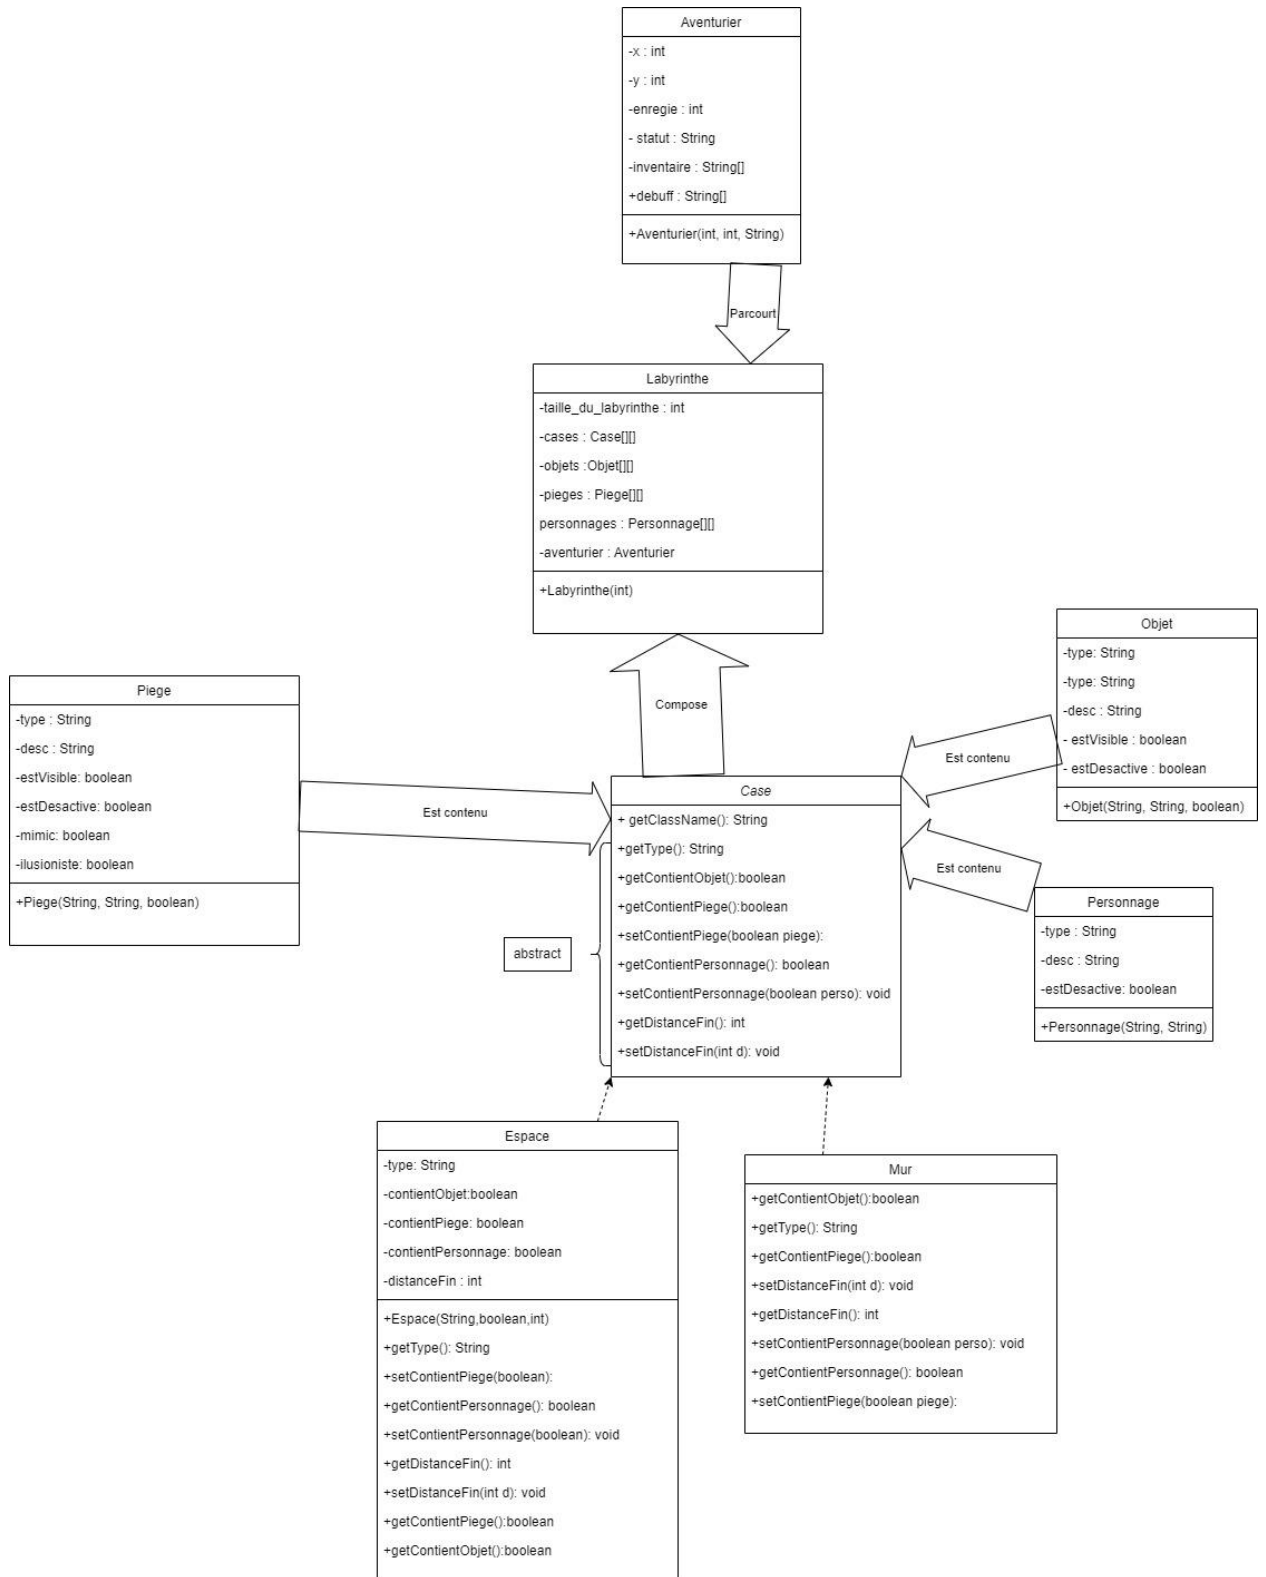 Aventurier
-x : int
-y : int
-enregie : int
- statut : String
-inventaire : String[]
+debuff : String[]
+Aventurier(int, int, String)
Parcourt
Labyrinthe
-taille_du_labyrinthe : int
-cases : Case[][]
-objets :Objet[][]
-pieges : Piege[][]
personnages : Personnage[][]
-aventurier : Aventurier
+Labyrinthe(int)
Compose
Piege
-type : String
-desc : String
-estVisible: boolean
-estDesactive: boolean
-mimic: boolean
-ilusioniste: boolean
+Piege(String, String, boolean)
Est contenu
Objet
-type: String
-type: String
-desc : String
- estVisible : boolean
- estDesactive : boolean
+Objet(String, String, boolean)
Est contenu
Case
+ getClassName(): String
+getType(): String
+getContientObjet():boolean
+getContientPiege():boolean
+setContientPiege(boolean piege):
+getContientPersonnage(): boolean
+setContientPersonnage(boolean perso): void
+getDistanceFin(): int
+setDistanceFin(int d): void
abstract
Est contenu
Personnage
-type : String
-desc : String
-estDesactive: boolean
+Personnage(String, String)
Espace
-type: String
-contientObjet:boolean
-contientPiege: boolean
-contientPersonnage: boolean
-distanceFin : int
+Espace(String,boolean,int)
+getType(): String
+setContientPiege(boolean):
+getContientPersonnage(): boolean
+setContientPersonnage(boolean): void
+getDistanceFin(): int
+setDistanceFin(int d): void
+getContientPiege():boolean
+getContientObjet():boolean
Mur
+getContientObjet():boolean
+getType(): String
+getContientPiege():boolean
+setDistanceFin(int d): void
+getDistanceFin(): int
+setContientPersonnage(boolean perso): void
+getContientPersonnage(): boolean
+setContientPiege(boolean piege):